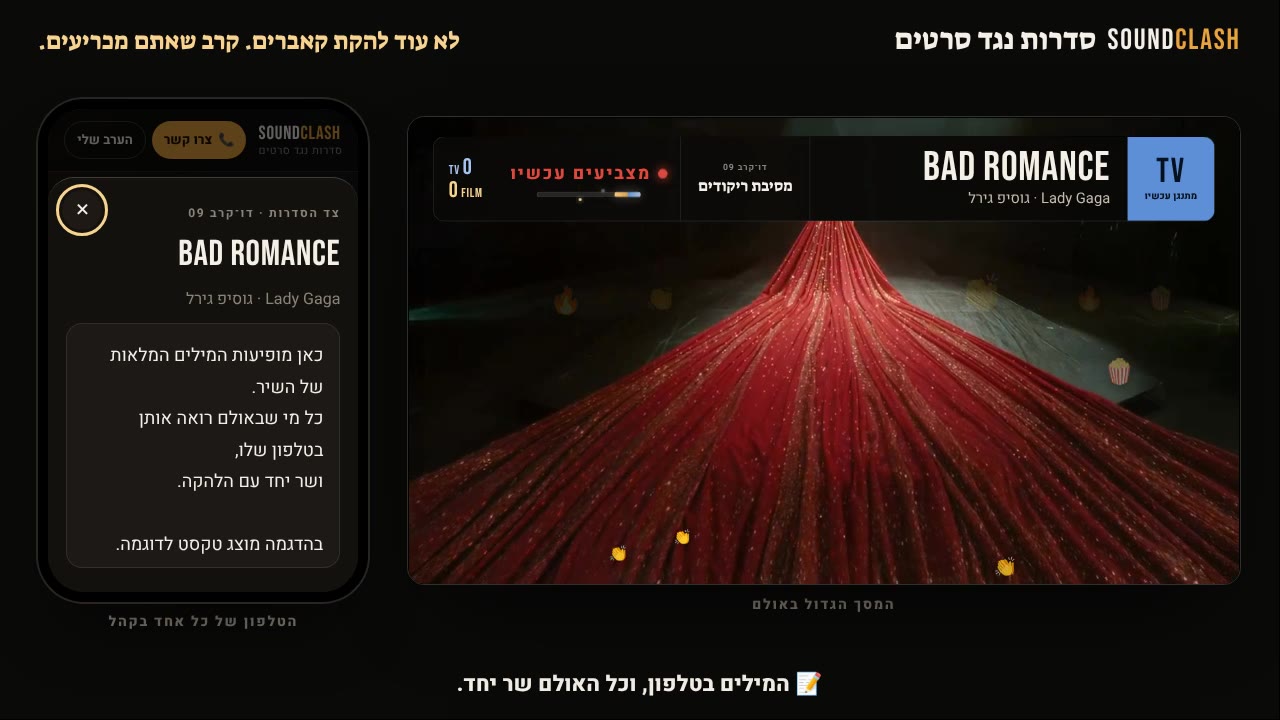 SOUNDCLASH סדרות נגד סרטים
לא עוד להקת קאברים. קרב שאתם מכריעים.
TV
מתנגן עכשיו
BAD ROMANCE
גוסיפ גירל · Lady Gaga
דו־קרב 09
מסיבת ריקודים
מצביעים עכשיו
TV 0
0 FILM
המסך הגדול באולם
SOUNDCLASH
סדרות נגד סרטים
צרו קשר
הערב שלי
×
צד הסדרות · דו־קרב 09
BAD ROMANCE
גוסיפ גירל · Lady Gaga
כאן מופיעות המילים המלאות
של השיר.
כל מי שבאולם רואה אותן
בטלפון שלו,
ושר יחד עם הלהקה.
בהדגמה מוצג טקסט לדוגמה.
הטלפון של כל אחד בקהל
📝 המילים בטלפון, וכל האולם שר יחד.